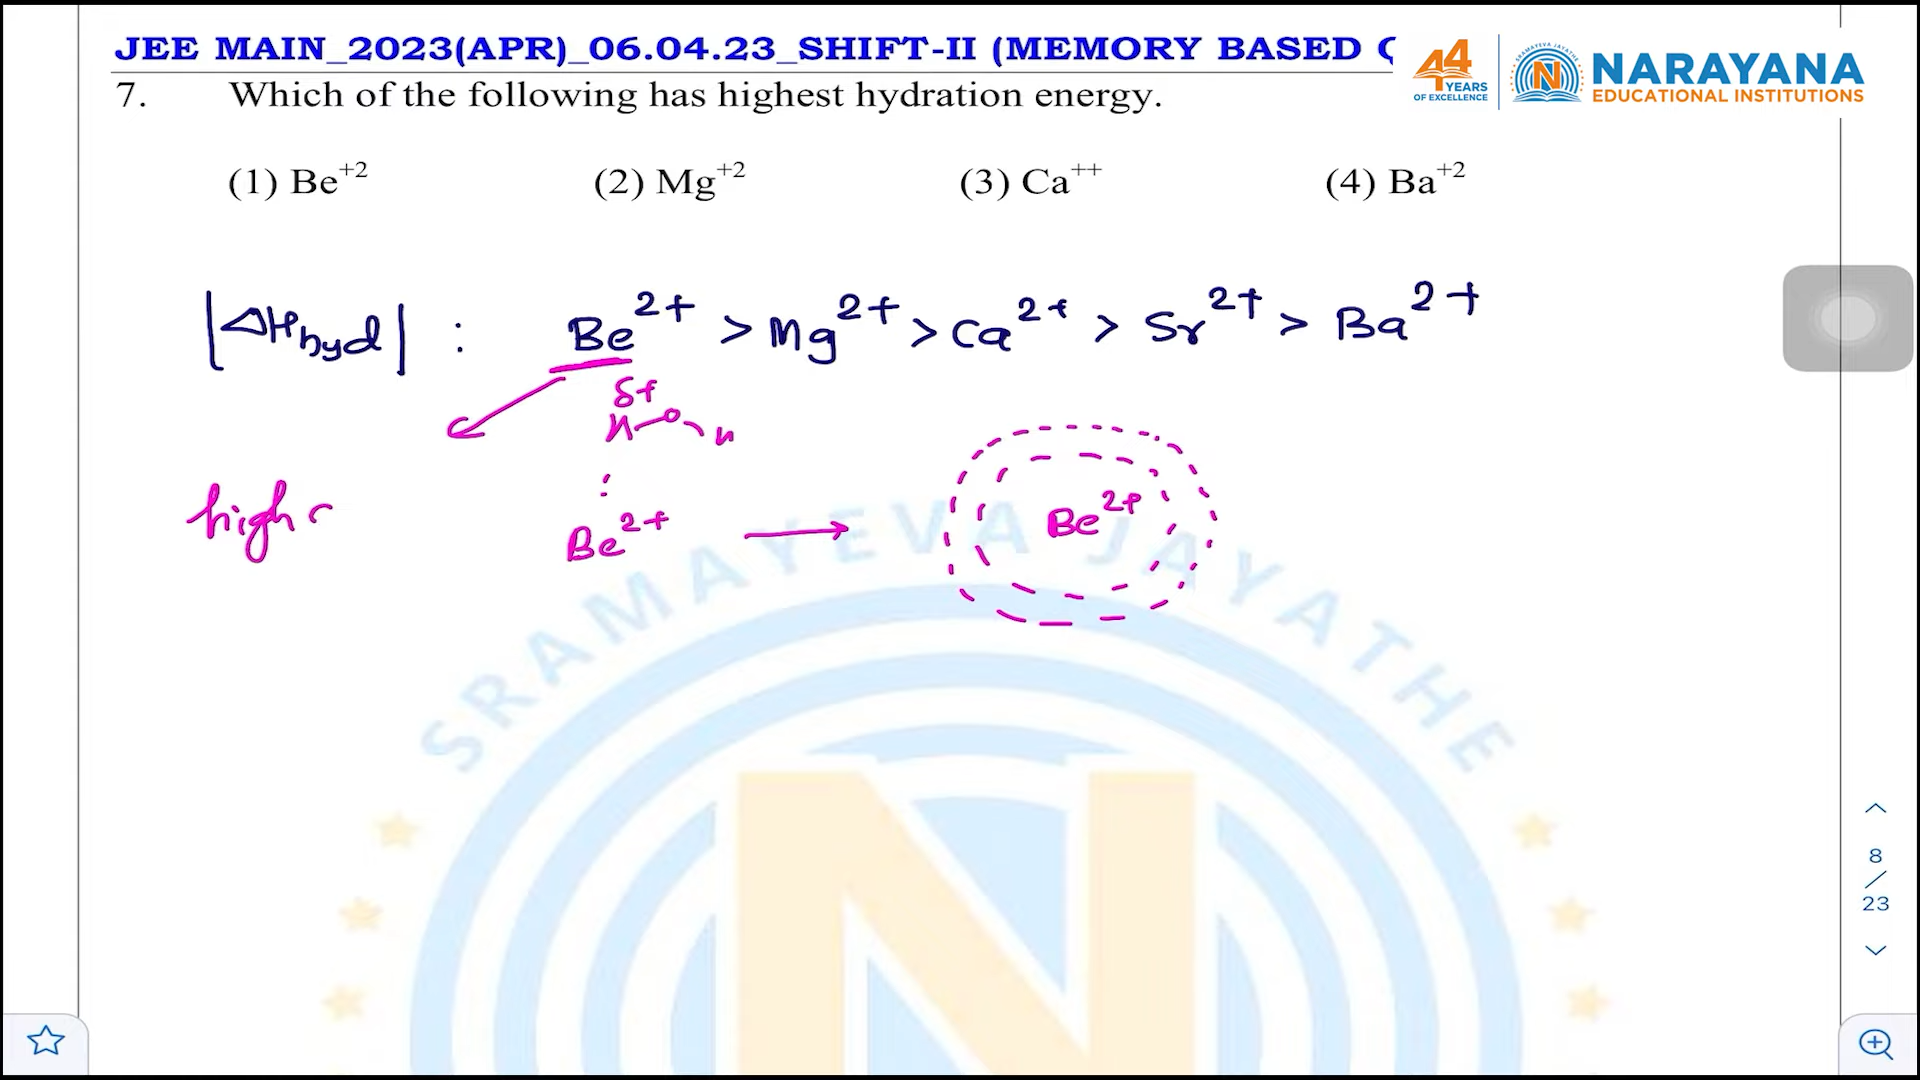 JEE MAIN_2023(APR)_06.04.23_SHIFT-II (MEMORY BASED
44 YEARS OF EXCELLENCE
SRAMAYEVA JAYATHE
N
NARAYANA
EDUCATIONAL INSTITUTIONS
7. Which of the following has highest hydration energy.
(1) Be⁺² (2) Mg⁺² (3) Ca⁺⁺ (4) Ba⁺²
|ΔHhyd| : Be²⁺ > Mg²⁺ > Ca²⁺ > Sr²⁺ > Ba²⁺
δ+
H O H
high Be²⁺ → Be²⁺
SRAMAYEVA JAYATHE
N
8
/
23